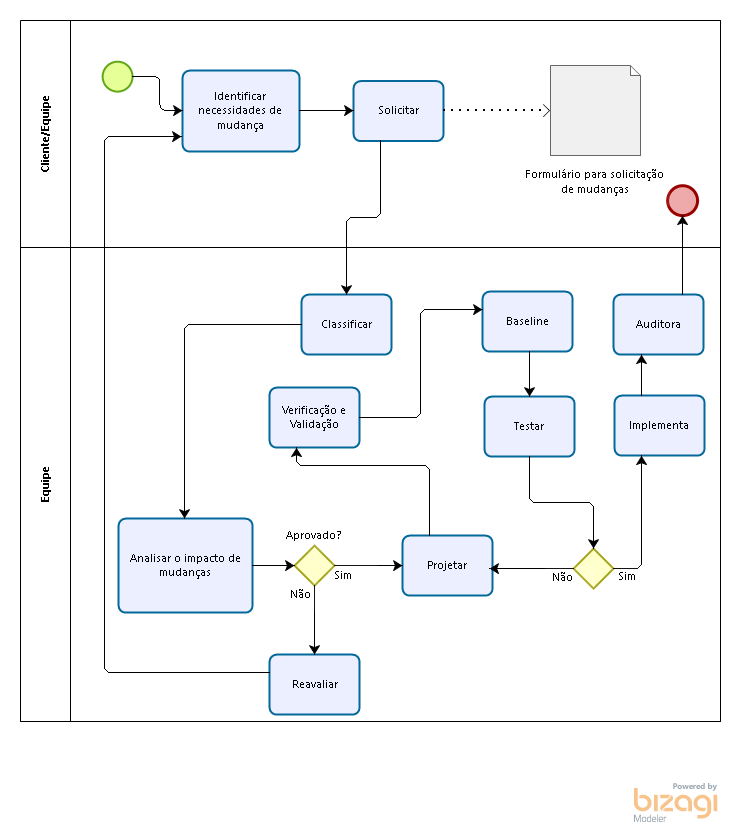 Cliente/Equipe
Identificar
necessidades de
mudança
Solicitar
Formulário para solicitação
de mudanças
Equipe
Classificar
Baseline
Auditora
Verificação e
Validação
Testar
Implementa
Analisar o impacto de
mudanças
Aprovado?
Sim
Não
Projetar
Não
Sim
Reavaliar
Powered by
bizagi
Modeler